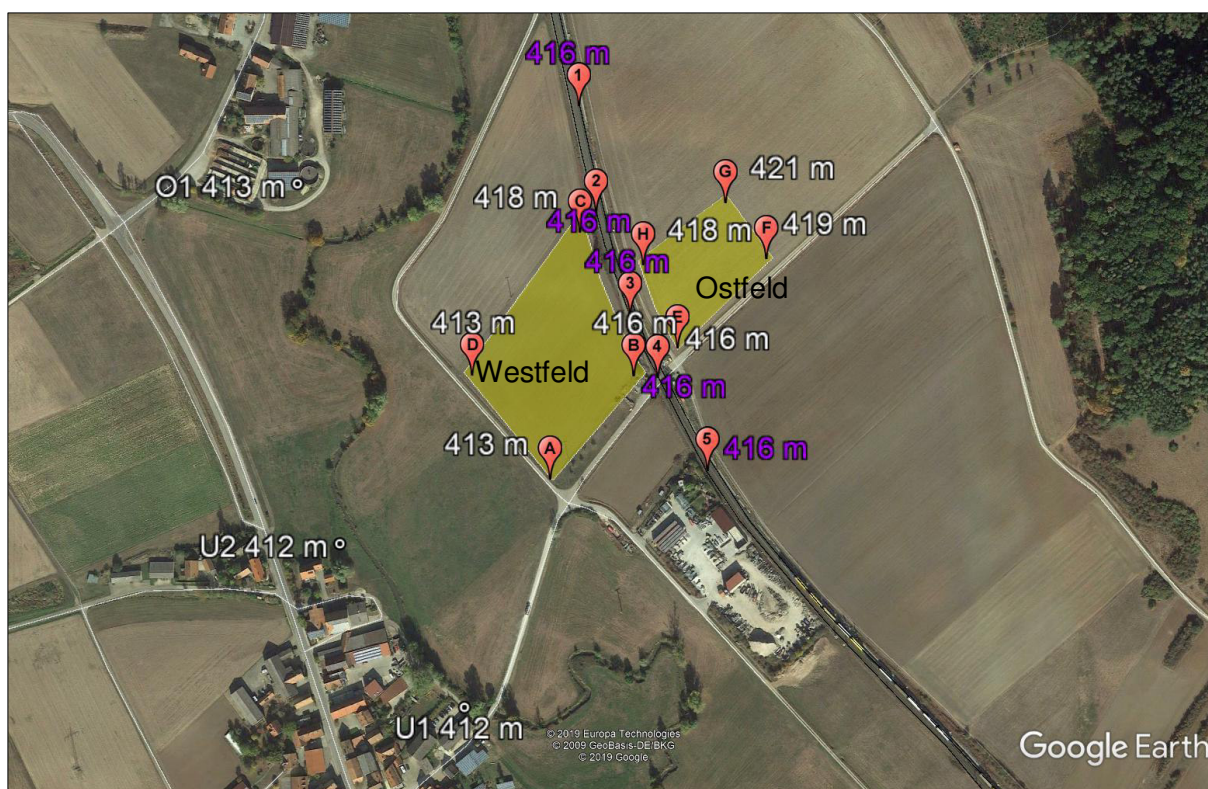 416 m
1
O1 413 m
2
G
421 m
418 m
C
416 m
H
418 m
F
419 m
416 m
3
Ostfeld
413 m
416 m
E
416 m
D
B
4
Westfeld
416 m
413 m
A
5
416 m
U2 412 m
U1 412 m
© 2019 Europa Technologies
© 2009 GeoBasis-DE/BKG
© 2019 Google
Google Earth